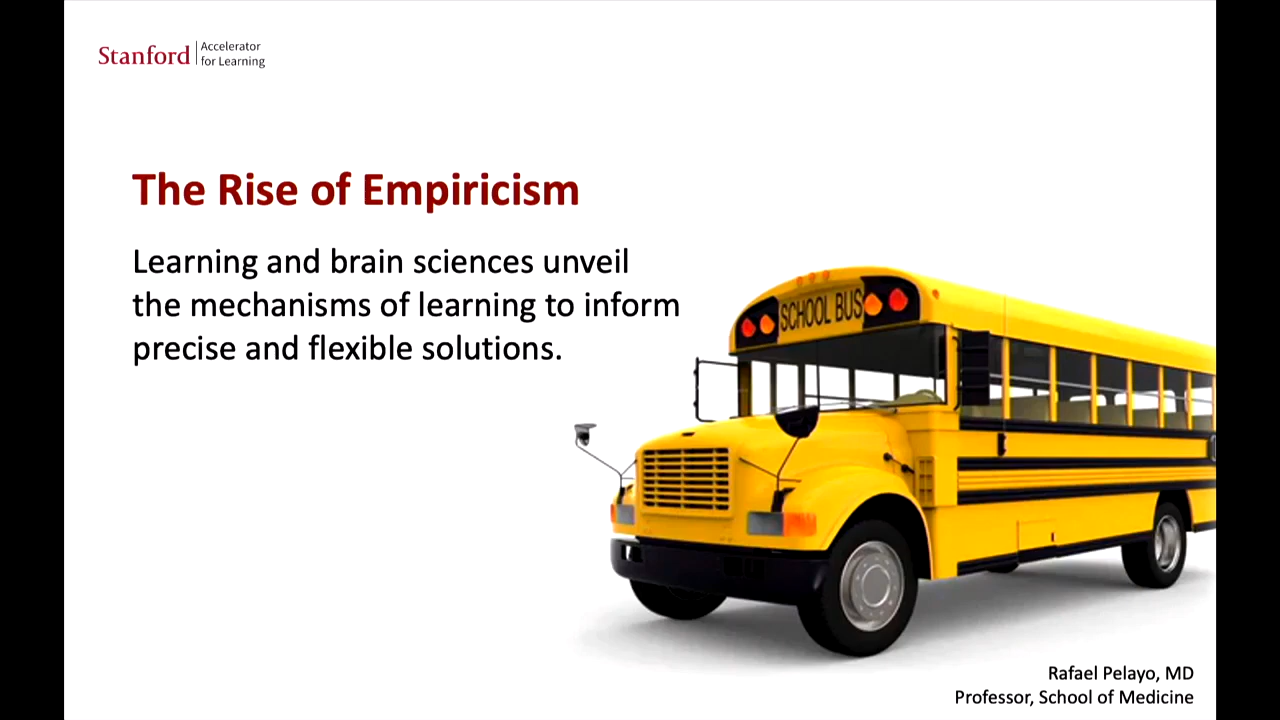 Stanford
Accelerator
for Learning
The Rise of Empiricism
Learning and brain sciences unveil
the mechanisms of learning to inform
precise and flexible solutions.
SCHOOL BUS
Rafael Pelayo, MD
Professor, School of Medicine